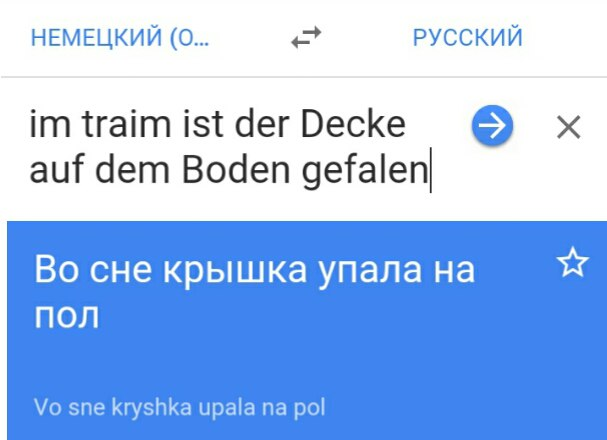 НЕМЕЦКИЙ (О...
РУССКИЙ
im traim ist der Decke
auf dem Boden gefalen
Во сне крышка упала на
пол
Vo sne kryshka upala na pol